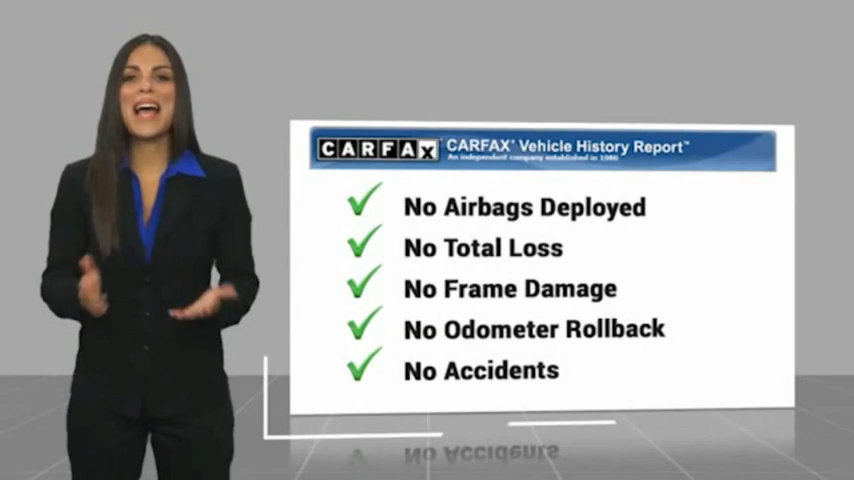 CARFAX CARFAX® Vehicle History Report™
An independent company established in 1986
No Airbags Deployed
No Total Loss
No Frame Damage
No Odometer Rollback
No Accidents
No Accidents